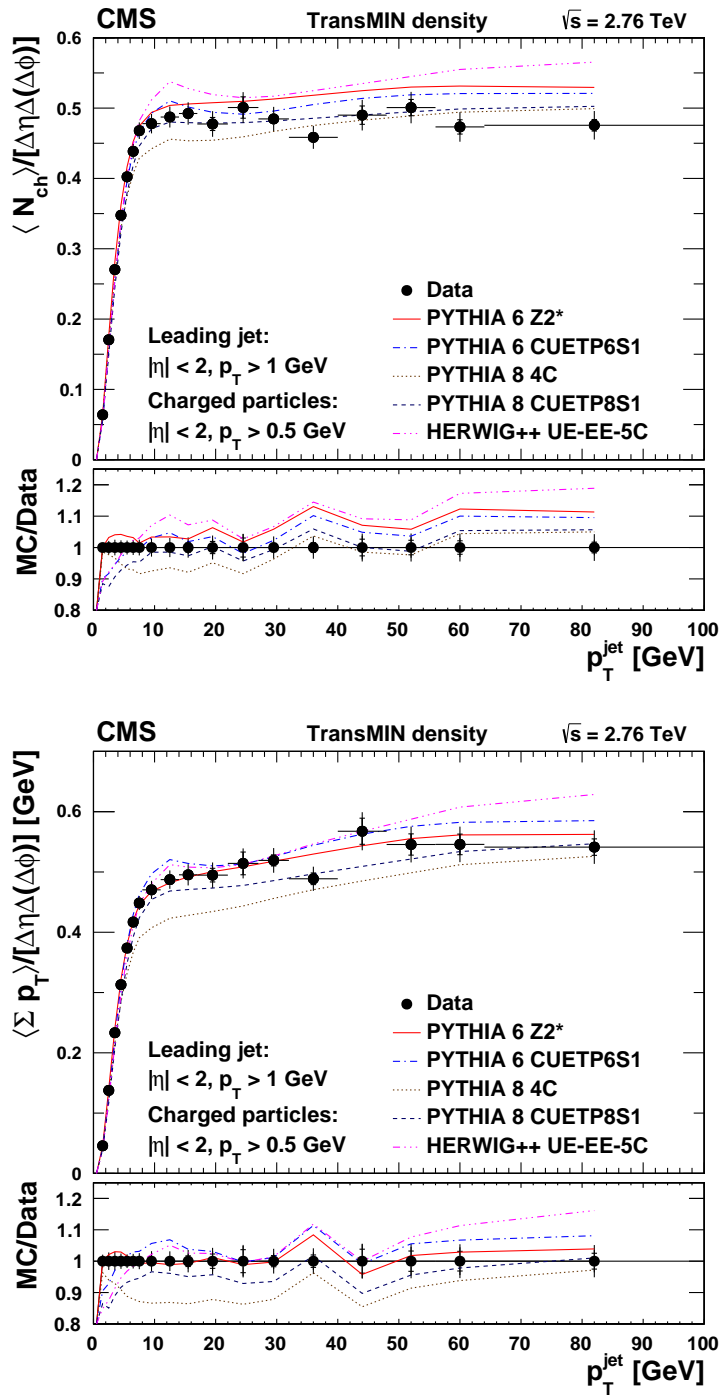 CMS TransMIN density √s = 2.76 TeV
⟨ N_ch⟩/[ΔηΔ(Δϕ)]
0.6
0.5
0.4
0.3
0.2
0.1
0
Data
PYTHIA 6 Z2*
PYTHIA 6 CUETP6S1
PYTHIA 8 4C
PYTHIA 8 CUETP8S1
HERWIG++ UE-EE-5C
Leading jet:
|η| < 2, p_T > 1 GeV
Charged particles:
|η| < 2, p_T > 0.5 GeV
MC/Data
1.2
1.1
1
0.9
0.8
0 10 20 30 40 50 60 70 80 90 100
p_T^jet [GeV]
CMS TransMIN density √s = 2.76 TeV
⟨Σ p_T⟩/[ΔηΔ(Δϕ)] [GeV]
0.6
0.4
0.2
0
Data
PYTHIA 6 Z2*
PYTHIA 6 CUETP6S1
PYTHIA 8 4C
PYTHIA 8 CUETP8S1
HERWIG++ UE-EE-5C
Leading jet:
|η| < 2, p_T > 1 GeV
Charged particles:
|η| < 2, p_T > 0.5 GeV
MC/Data
1.2
1.1
1
0.9
0.8
0 10 20 30 40 50 60 70 80 90 100
p_T^jet [GeV]